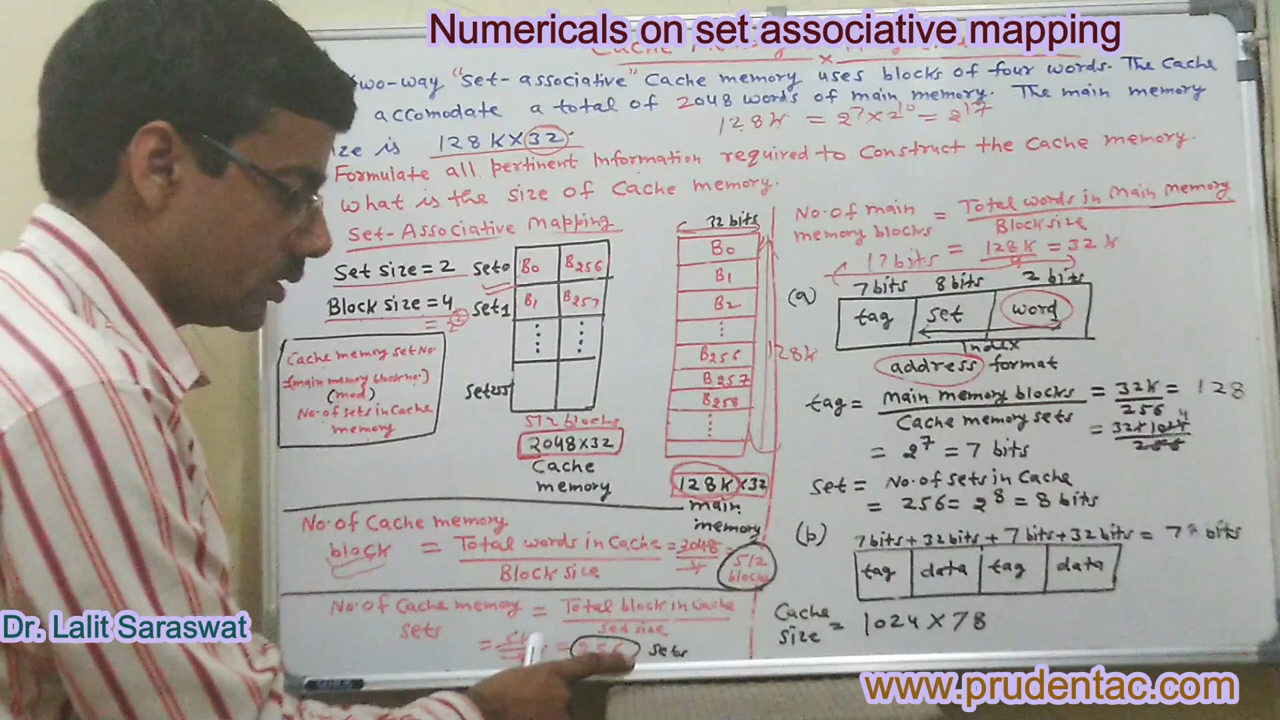 Numericals on set associative mapping
two-way "Set-associative" Cache memory uses blocks of four words. The Cache
accomodate a total of 2048 words of main memory. The main memory
ize is 128K×32.
128K = 2^7 × 2^10 = 2^17
Formulate all pertinent information required to construct the cache memory.
What is the size of Cache memory.
Set-Associative Mapping
Set size = 2
Block size = 4
= 2^2
Cache memory set No.
=(main memory block no.)
(mod)
No. of sets in Cache
memory
set0 B0 B256
set1 B1 B257
set255
512 blocks
2048×32
Cache
memory
32 bits
B0
B1
B2
B256
B257
B258
128K
128K×32
main
memory
No. of Cache memory
block = Total words in Cache / Block size = 2048/4 = 512 blocks
No. of Cache memory
sets = Total block in Cache / Set size
= 256 sets
No. of main
memory blocks = Total words in Main Memory / Block size
= 128K/4 = 32K
17 bits
(a) 7 bits 8 bits 2 bits
tag set word
Index
address format
tag = Main memory blocks / Cache memory sets = 32K/256 = 128
= 32×1024/256
= 2^7 = 7 bits
set = No. of sets in Cache
= 256 = 2^8 = 8 bits
(b) 7 bits + 32 bits + 7 bits + 32 bits = 78 bits
tag data tag data
Cache
size = 1024×78
Dr. Lalit Saraswat
www.prudentac.com